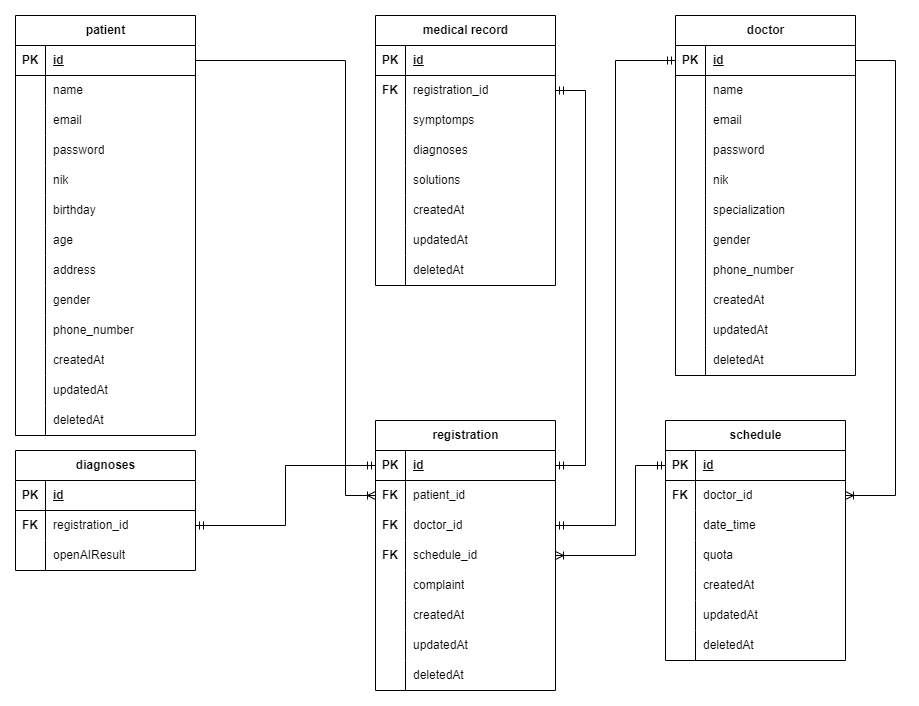 patient
PK id
name
email
password
nik
birthday
age
address
gender
phone_number
createdAt
updatedAt
deletedAt
medical record
PK id
FK registration_id
symptomps
diagnoses
solutions
createdAt
updatedAt
deletedAt
doctor
PK id
name
email
password
nik
specialization
gender
phone_number
createdAt
updatedAt
deletedAt
diagnoses
PK id
FK registration_id
openAIResult
registration
PK id
FK patient_id
FK doctor_id
FK schedule_id
complaint
createdAt
updatedAt
deletedAt
schedule
PK id
FK doctor_id
date_time
quota
createdAt
updatedAt
deletedAt